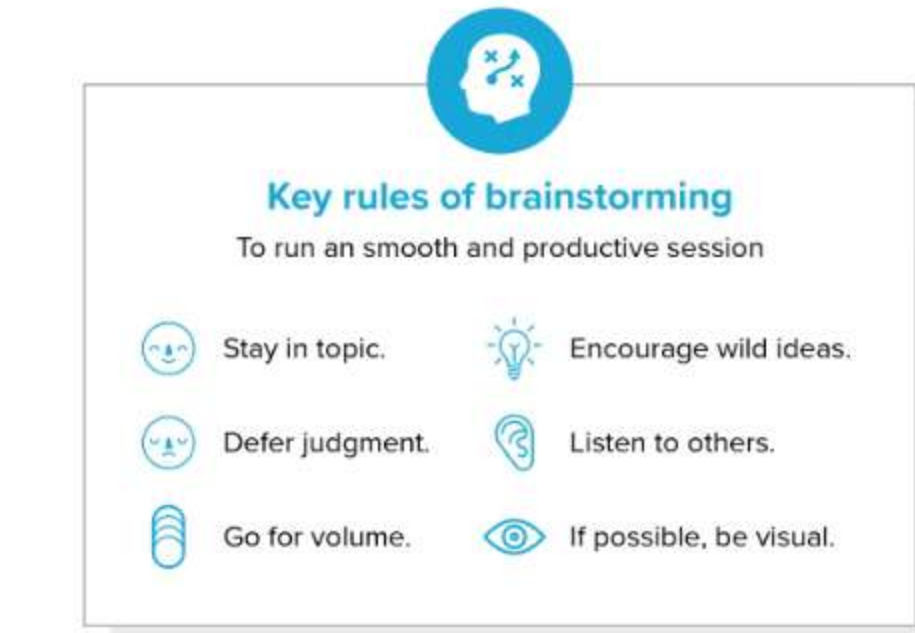 Key rules of brainstorming
To run an smooth and productive session
Stay in topic.
Encourage wild ideas.
Defer judgment.
Listen to others.
Go for volume.
If possible, be visual.